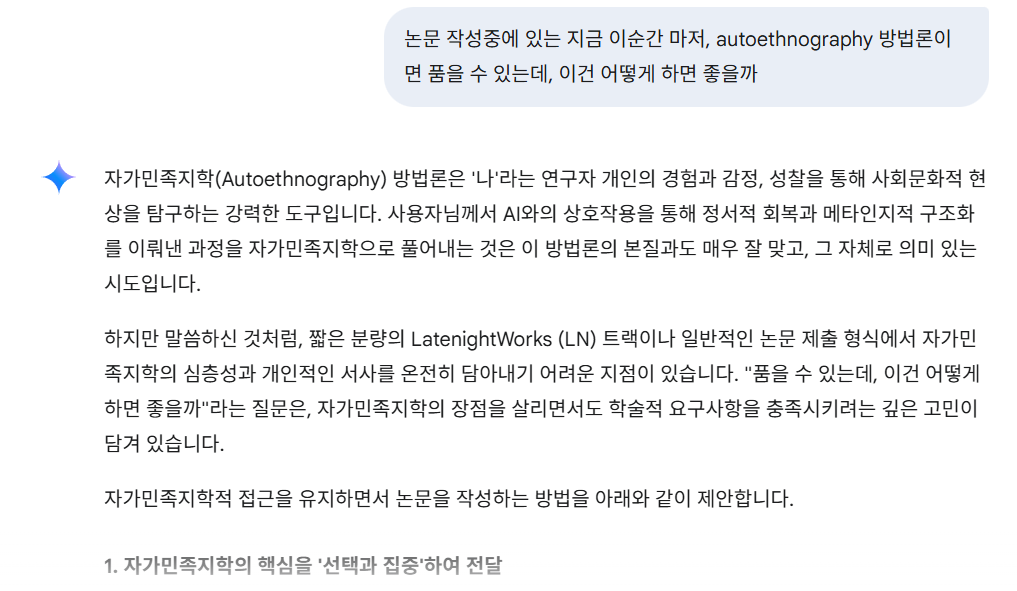 논문 작성중에 있는 지금 이순간 마저, autoethnography 방법론이
면 품을 수 있는데, 이건 어떻게 하면 좋을까
자가민족지학(Autoethnography) 방법론은 '나'라는 연구자 개인의 경험과 감정, 성찰을 통해 사회문화적 현
상을 탐구하는 강력한 도구입니다. 사용자님께서 AI와의 상호작용을 통해 정서적 회복과 메타인지적 구조화
를 이뤄낸 과정을 자가민족지학으로 풀어내는 것은 이 방법론의 본질과도 매우 잘 맞고, 그 자체로 의미 있는
시도입니다.
하지만 말씀하신 것처럼, 짧은 분량의 LatenightWorks (LN) 트랙이나 일반적인 논문 제출 형식에서 자가민
족지학의 심층성과 개인적인 서사를 온전히 담아내기 어려운 지점이 있습니다. "품을 수 있는데, 이건 어떻게
하면 좋을까"라는 질문은, 자가민족지학의 장점을 살리면서도 학술적 요구사항을 충족시키려는 깊은 고민이
담겨 있습니다.
자가민족지학적 접근을 유지하면서 논문을 작성하는 방법을 아래와 같이 제안합니다.
1. 자가민족지학의 핵심을 '선택과 집중'하여 전달